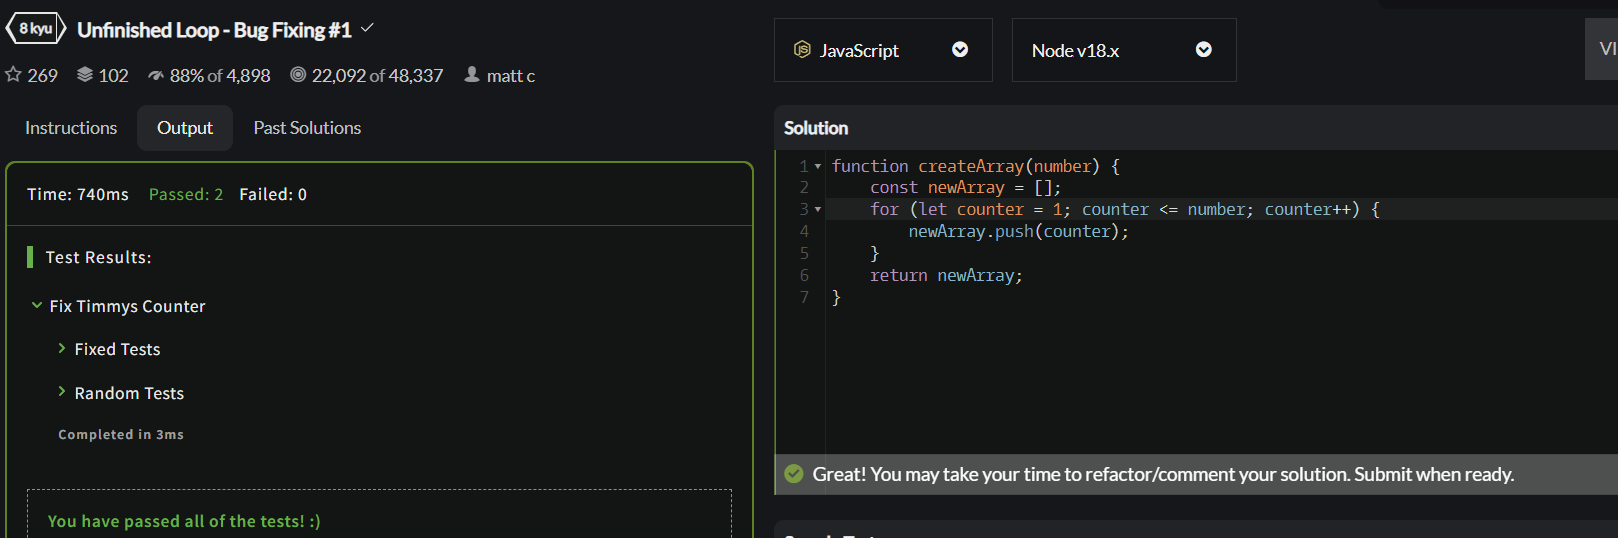 8 kyu Unfinished Loop - Bug Fixing #1
269 102 88% of 4,898 22,092 of 48,337 matt c
Instructions Output Past Solutions
Time: 740ms Passed: 2 Failed: 0
Test Results:
Fix Timmys Counter
Fixed Tests
Random Tests
Completed in 3ms
You have passed all of the tests! :)
JS JavaScript Node v18.x VI
Solution
1 function createArray(number) {
2 const newArray = [];
3 for (let counter = 1; counter <= number; counter++) {
4 newArray.push(counter);
5 }
6 return newArray;
7 }
Great! You may take your time to refactor/comment your solution. Submit when ready.